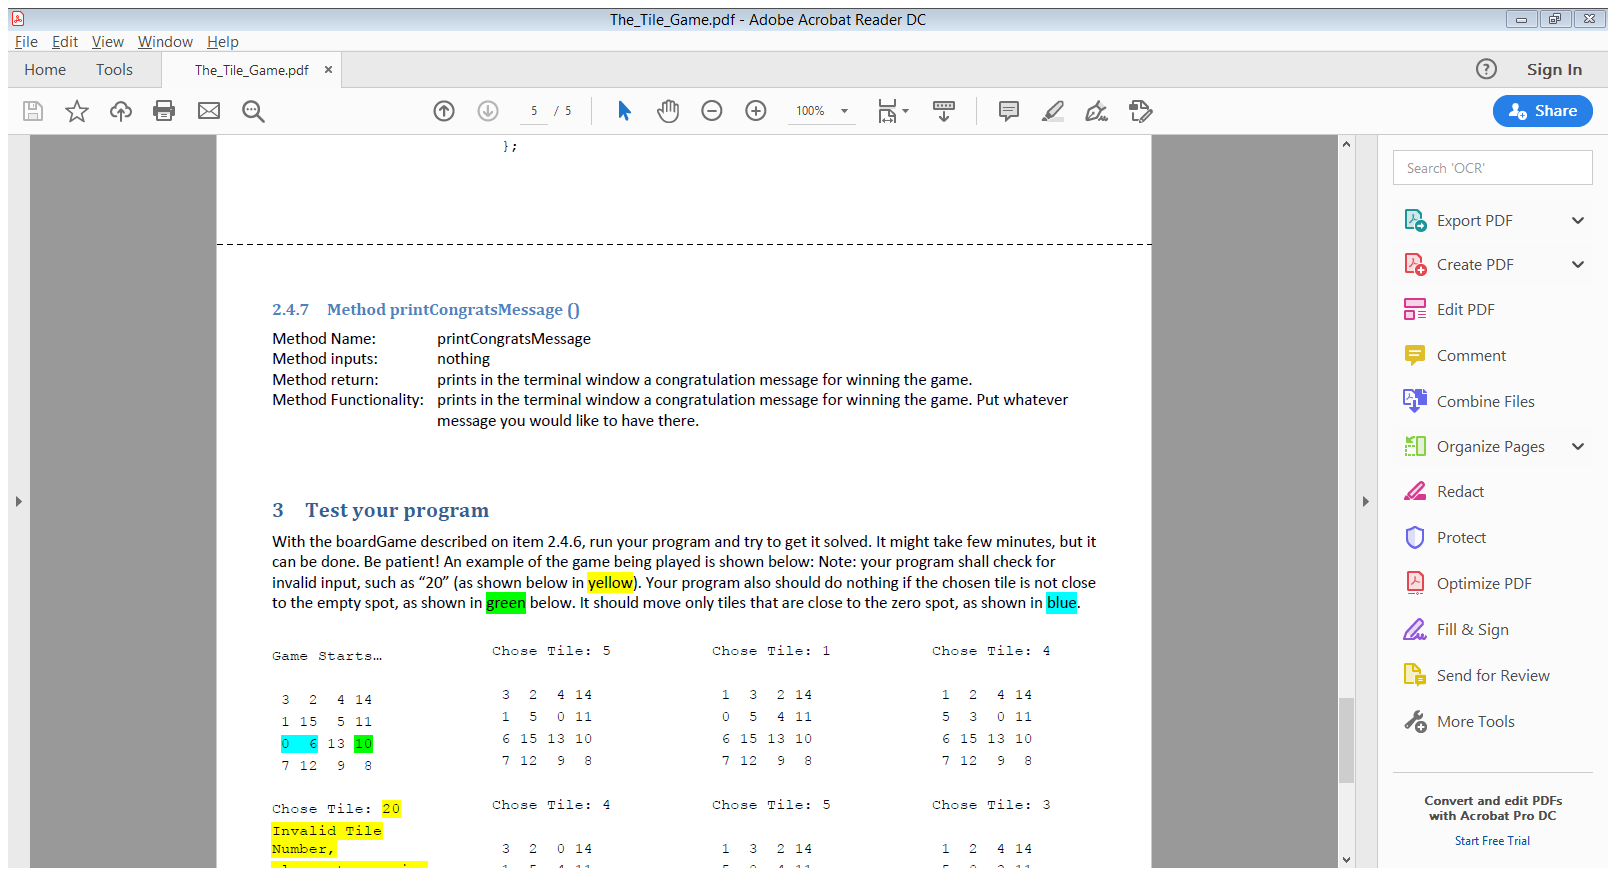 The_Tile_Game.pdf - Adobe Acrobat Reader DC
File Edit View Window Help
Home Tools The_Tile_Game.pdf × Sign In
5 / 5 100% Share
};
2.4.7 Method printCongratsMessage ()
Method Name: printCongratsMessage
Method inputs: nothing
Method return: prints in the terminal window a congratulation message for winning the game.
Method Functionality: prints in the terminal window a congratulation message for winning the game. Put whatever
message you would like to have there.
3 Test your program
With the boardGame described on item 2.4.6, run your program and try to get it solved. It might take few minutes, but it
can be done. Be patient! An example of the game being played is shown below: Note: your program shall check for
invalid input, such as “20” (as shown below in yellow). Your program also should do nothing if the chosen tile is not close
to the empty spot, as shown in green below. It should move only tiles that are close to the zero spot, as shown in blue.
Game Starts…
3 2 4 14
1 15 5 11
0 6 13 10
7 12 9 8
Chose Tile: 20
Invalid Tile
Number,
Chose Tile: 5
3 2 4 14
1 5 0 11
6 15 13 10
7 12 9 8
Chose Tile: 4
3 2 0 14
1 5 4 11
Chose Tile: 1
1 3 2 14
0 5 4 11
6 15 13 10
7 12 9 8
Chose Tile: 5
1 3 2 14
5 0 4 11
Chose Tile: 4
1 2 4 14
5 3 0 11
6 15 13 10
7 12 9 8
Chose Tile: 3
1 2 4 14
5 0 3 11
Search 'OCR'
Export PDF
Create PDF
Edit PDF
Comment
Combine Files
Organize Pages
Redact
Protect
Optimize PDF
Fill & Sign
Send for Review
More Tools
Convert and edit PDFs
with Acrobat Pro DC
Start Free Trial